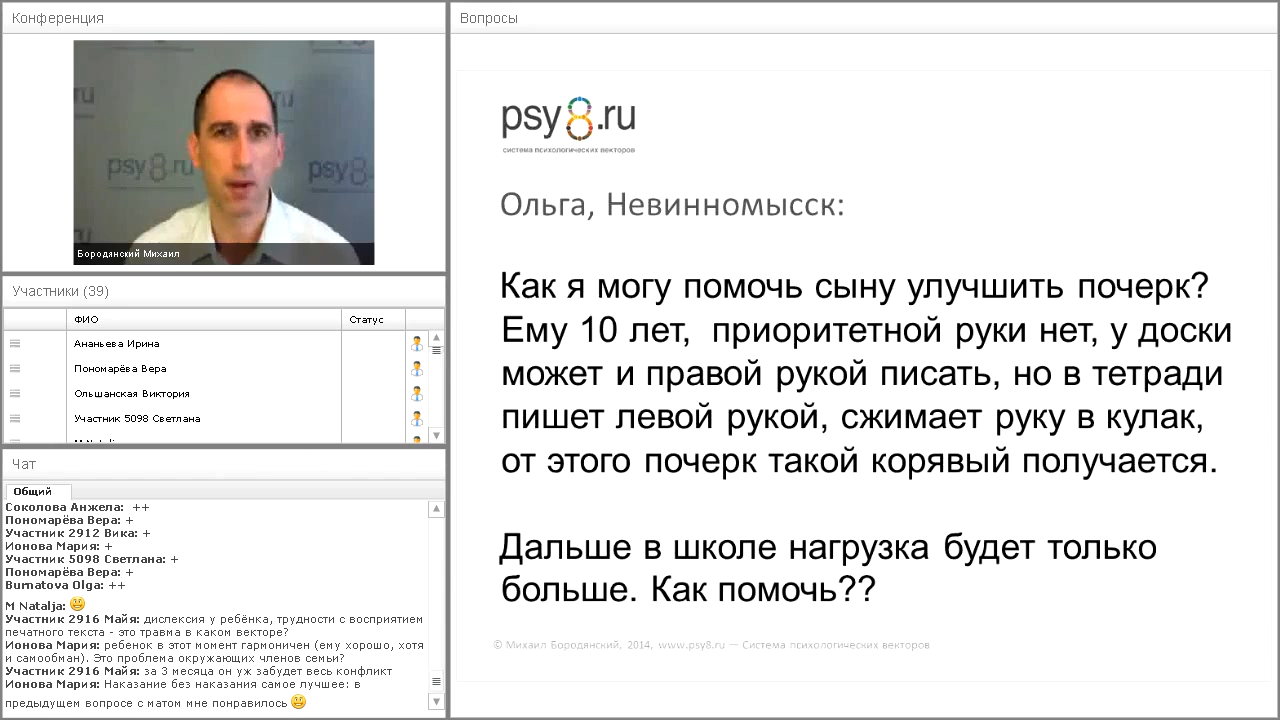 Конференция
psy8.ru
psy8.ru
Бородянский Михаил
Участники (39)
ФИО
Статус
Ананьева Ирина
Пономарёва Вера
Ольшанская Виктория
Участник 5098 Светлана
M Natalja
Чат
Общий
Соколова Анжела: ++
Пономарёва Вера: +
Участник 2912 Вика: +
Ионова Мария: +
Участник 5098 Светлана: +
Пономарёва Вера: +
Burnatova Olga: ++
M Natalja:
Участник 2916 Майя: дислексия у ребёнка, трудности с восприятием
печатного текста - это травма в каком векторе?
Ионова Мария: ребенок в этот момент гармоничен (ему хорошо, хотя
и самообман). Это проблема окружающих членов семьи?
Участник 2916 Майя: за 3 месяца он уж забудет весь конфликт
Ионова Мария: Наказание без наказания самое лучшее: в
предыдущем вопросе с матом мне понравилось
Вопросы
psy8.ru
система психологических векторов
Ольга, Невинномысск:
Как я могу помочь сыну улучшить почерк?
Ему 10 лет, приоритетной руки нет, у доски
может и правой рукой писать, но в тетради
пишет левой рукой, сжимает руку в кулак,
от этого почерк такой корявый получается.
Дальше в школе нагрузка будет только
больше. Как помочь??
© Михаил Бородянский, 2014, www.psy8.ru — Система психологических векторов